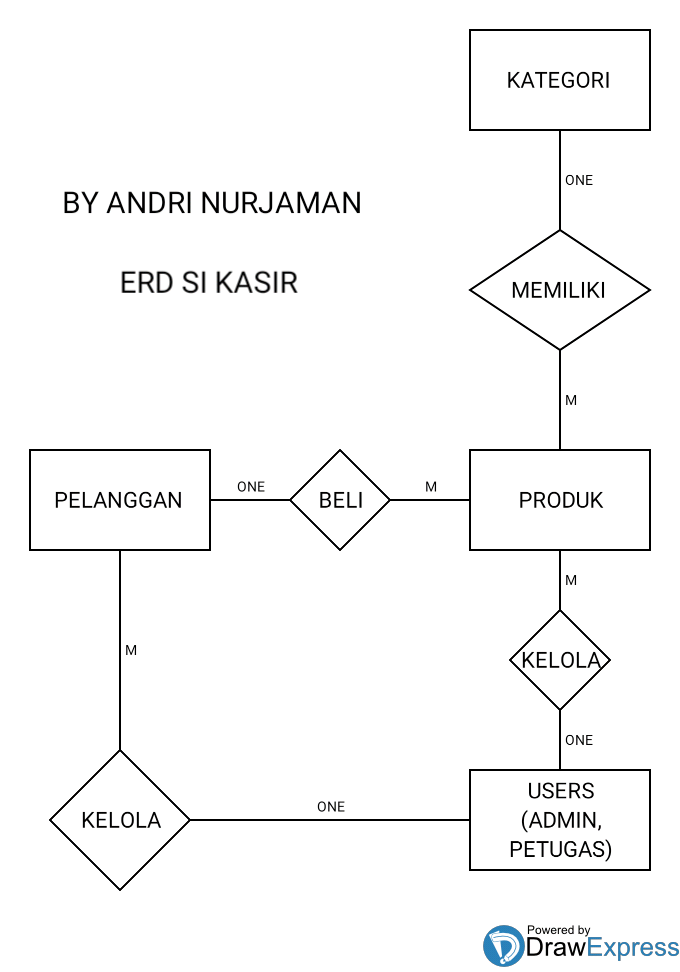 KATEGORI
ONE
BY ANDRI NURJAMAN
ERD SI KASIR
MEMILIKI
M
PELANGGAN
ONE
BELI
M
PRODUK
M
KELOLA
ONE
M
KELOLA
ONE
USERS
(ADMIN,
PETUGAS)
Powered by
DrawExpress